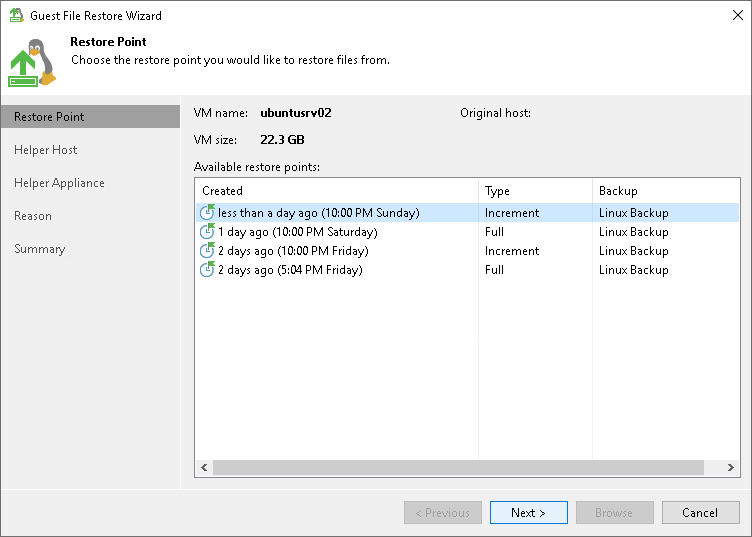 Guest File Restore Wizard
Restore Point
Choose the restore point you would like to restore files from.
Restore Point
Helper Host
Helper Appliance
Reason
Summary
VM name: ubuntusrv02 Original host:
VM size: 22.3 GB
Available restore points:
Created Type Backup
less than a day ago (10:00 PM Sunday) Increment Linux Backup
1 day ago (10:00 PM Saturday) Full Linux Backup
2 days ago (10:00 PM Friday) Increment Linux Backup
2 days ago (5:04 PM Friday) Full Linux Backup
< Previous Next > Browse Cancel